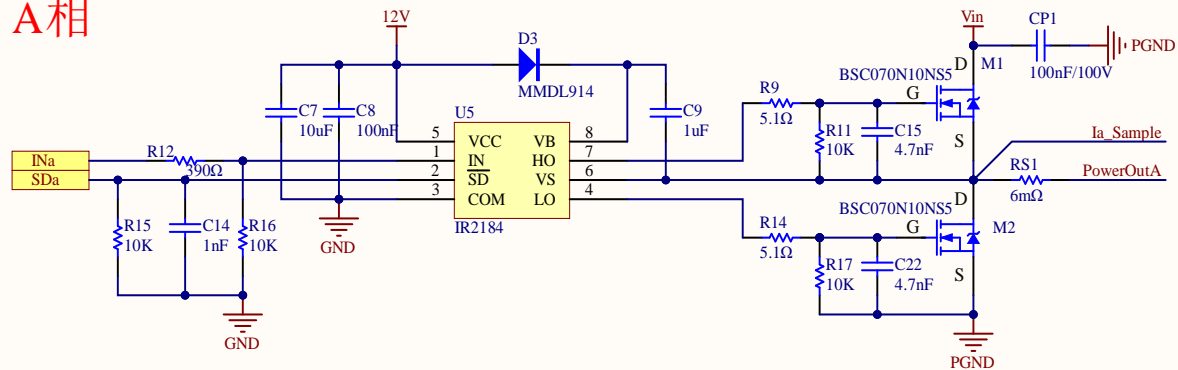 A相
12V
Vin
CP1
PGND
100nF/100V
D3
MMDL914
D
M1
BSC070N10NS5
G
S
R9
5.1Ω
R11
10K
C15
4.7nF
C7
10uF
C8
100nF
C9
1uF
U5
5
VCC
VB
8
1
IN
HO
7
2
SD
VS
6
3
COM
LO
4
IR2184
INa
SDa
R12
390Ω
R15
10K
C14
1nF
R16
10K
GND
GND
Ia_Sample
RS1
6mΩ
PowerOutA
D
BSC070N10NS5
G
M2
S
R14
5.1Ω
R17
10K
C22
4.7nF
PGND